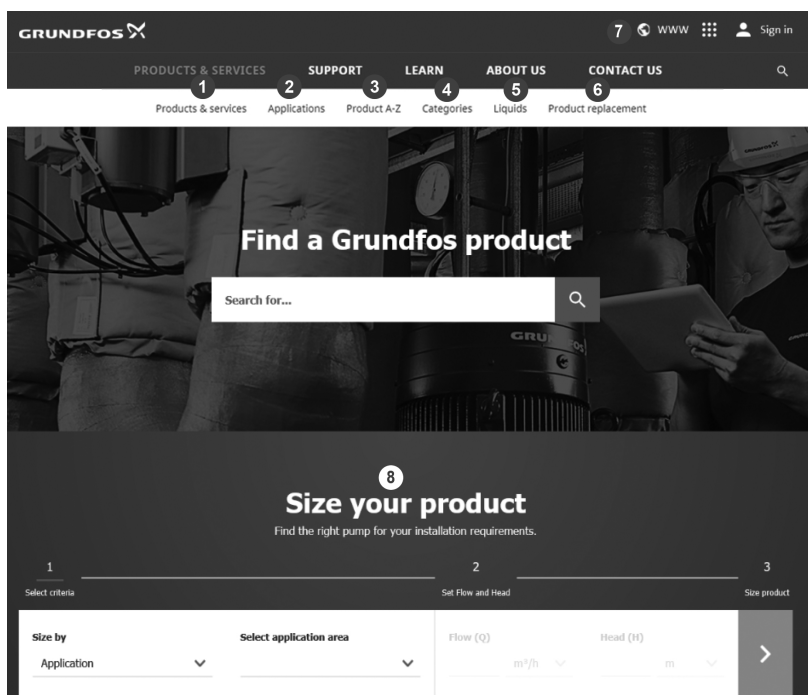 GRUNDFOS
7 WWW Sign in
PRODUCTS & SERVICES SUPPORT LEARN ABOUT US CONTACT US
1 2 3 4 5 6
Products & services Applications Product A-Z Categories Liquids Product replacement
GRUNDFOS
Find a Grundfos product
Search for...
GRUNDFOS
8
Size your product
Find the right pump for your installation requirements.
1 2 3
Select criteria Set Flow and Head Size product
Size by Select application area Flow (Q) Head (H)
Application m³/h m